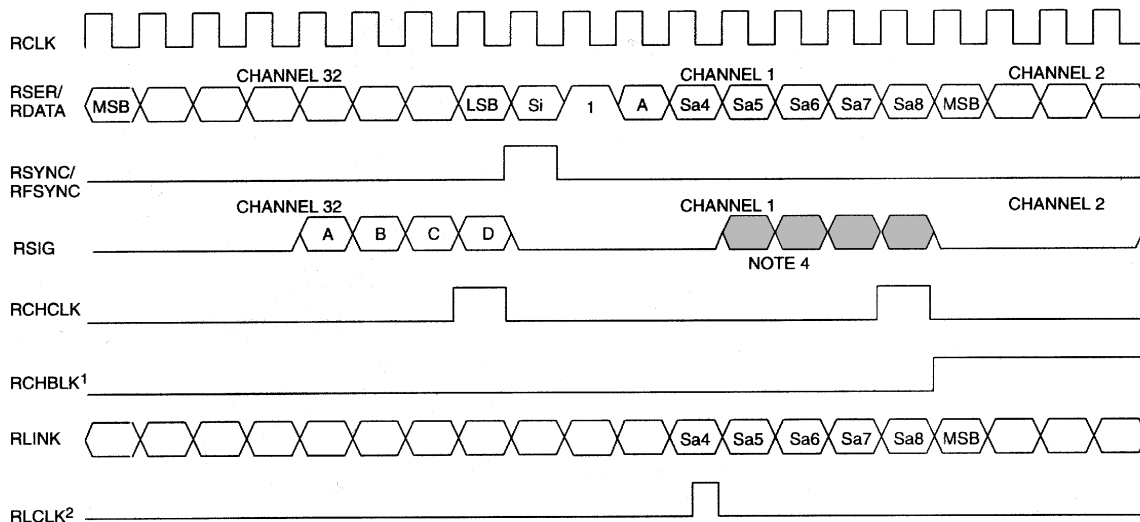 RCLK
CHANNEL 32 CHANNEL 1 CHANNEL 2
RSER/
RDATA
MSB LSB Si 1 A Sa4 Sa5 Sa6 Sa7 Sa8 MSB
RSYNC/
RFSYNC
CHANNEL 32 CHANNEL 1 CHANNEL 2
RSIG
A B C D
NOTE 4
RCHCLK
RCHBLK1
RLINK
Sa4 Sa5 Sa6 Sa7 Sa8 MSB
RLCLK2